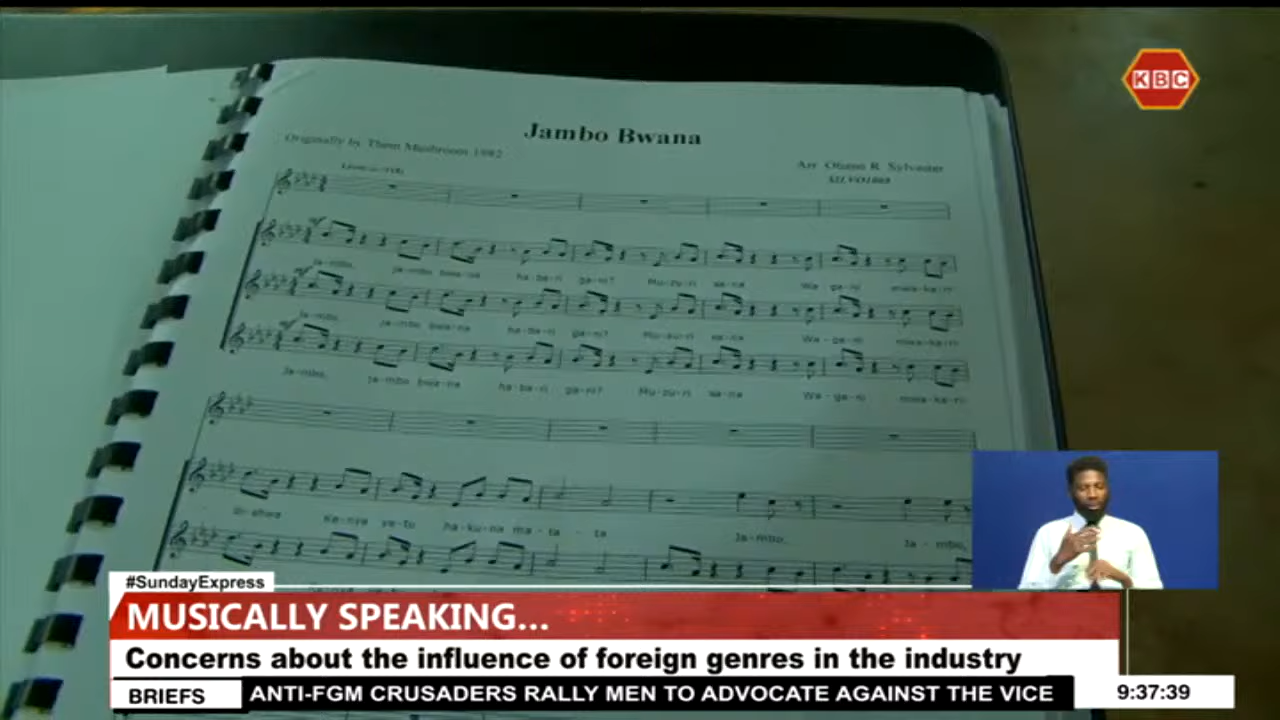 KBC
Jambo Bwana
Originally by Them Mushroom 1982
Arr. Otieno R. Sylvester
mf
Ja-mbo, ja-mbo bwa-na ha-ba-ri ga-ni? Mu-zu-ri sa-na Wa-ge-ni mwa-ka-ri-
mf
Ja-mbo, ja-mbo bwa-na ha-ba-ri ga-ni? Mu-zu-ri sa-na Wa-ge-ni mwa-ka-ri-
mf
Ja-mbo, ja-mbo bwa-na ha-ba-ri ga-ni? Mu-zu-ri sa-na Wa-ge-ni mwa-ka-ri-
Ke-nya ye-tu ha-ku-na ma-ta-ta Ja-mbo, Ja-mbo,
#SundayExpress
MUSICALLY SPEAKING...
Concerns about the influence of foreign genres in the industry
BRIEFS ANTI-FGM CRUSADERS RALLY MEN TO ADVOCATE AGAINST THE VICE 9:37:39